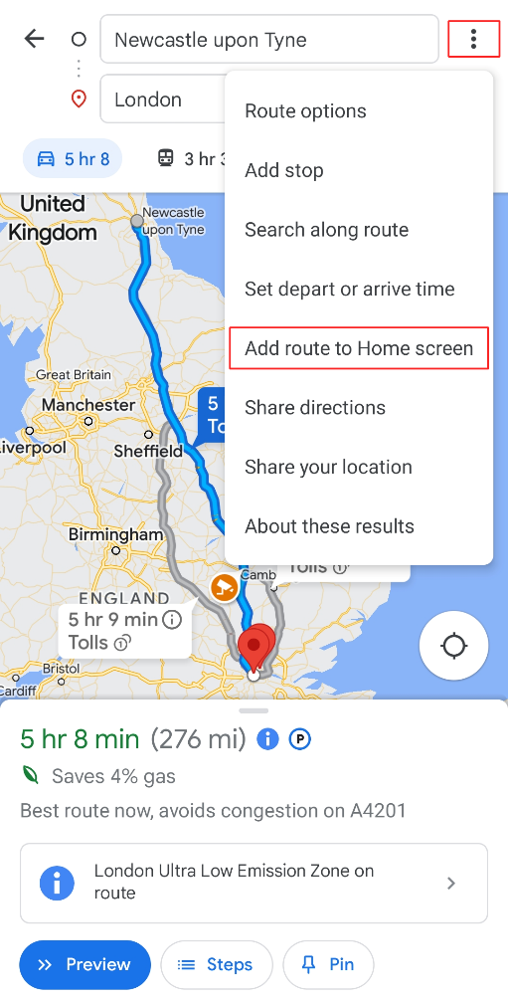 Newcastle upon Tyne
London
5 hr 8
3 hr
Route options
Add stop
Search along route
Set depart or arrive time
Add route to Home screen
Share directions
Share your location
About these results
United
Kingdom
Newcastle
upon Tyne
Great Britain
Manchester
iverpool
Sheffield
5
Birmingham
Camb
Tolls
ENGLAND
5 hr 9 min
Tolls
Bristol
Cardiff
5 hr 8 min (276 mi)
P
Saves 4% gas
Best route now, avoids congestion on A4201
London Ultra Low Emission Zone on
route
Preview
Steps
Pin